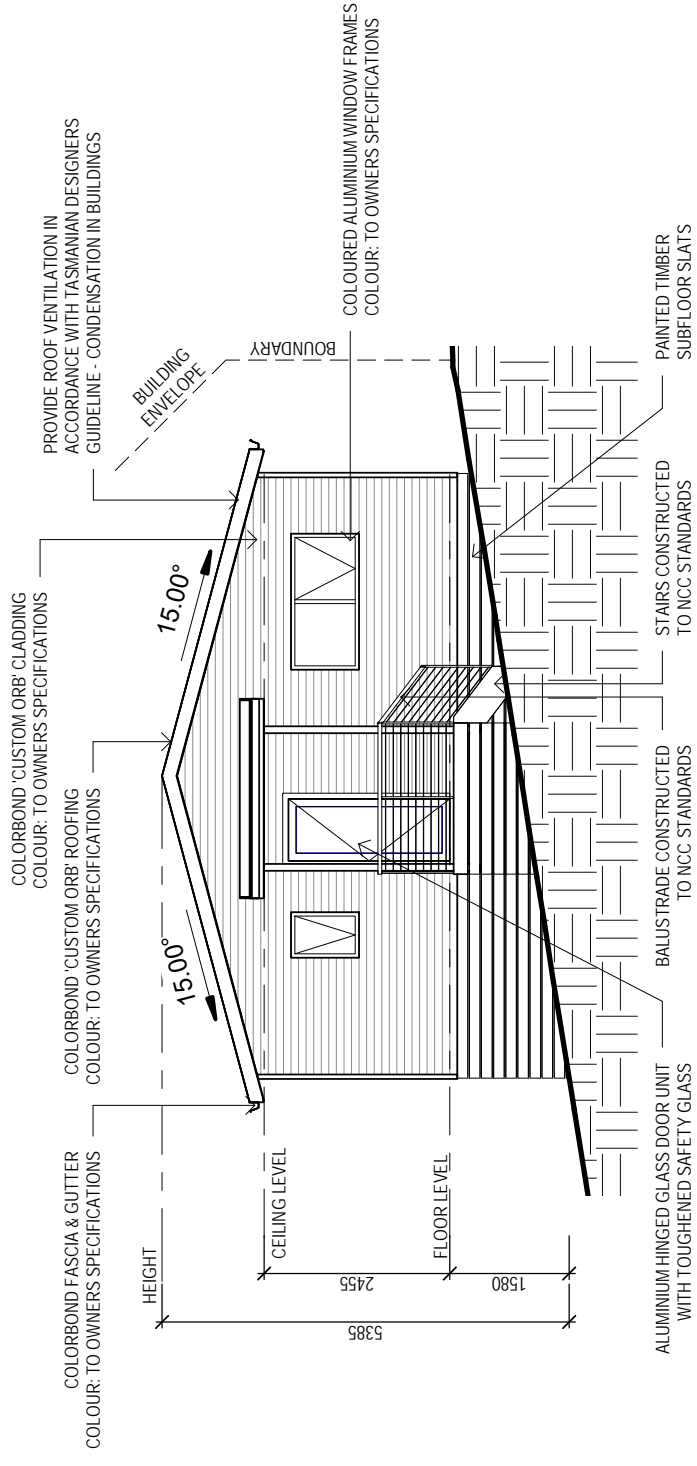 COLORBOND 'CUSTOM ORB' CLADDING
COLOUR: TO OWNERS SPECIFICATIONS
PROVIDE ROOF VENTILATION IN
ACCORDANCE WITH TASMANIAN DESIGNERS
GUIDELINE - CONDENSATION IN BUILDINGS
COLORBOND 'CUSTOM ORB' ROOFING
COLOUR: TO OWNERS SPECIFICATIONS
COLORBOND FASCIA & GUTTER
COLOUR: TO OWNERS SPECIFICATIONS
BUILDING
ENVELOPE
BOUNDARY
15.00°
15.00°
HEIGHT
CEILING LEVEL
FLOOR LEVEL
5385
2455
1580
COLOURED ALUMINIUM WINDOW FRAMES
COLOUR: TO OWNERS SPECIFICATIONS
ALUMINIUM HINGED GLASS DOOR UNIT
WITH TOUGHENED SAFETY GLASS
BALUSTRADE CONSTRUCTED
TO NCC STANDARDS
STAIRS CONSTRUCTED
TO NCC STANDARDS
PAINTED TIMBER
SUBFLOOR SLATS